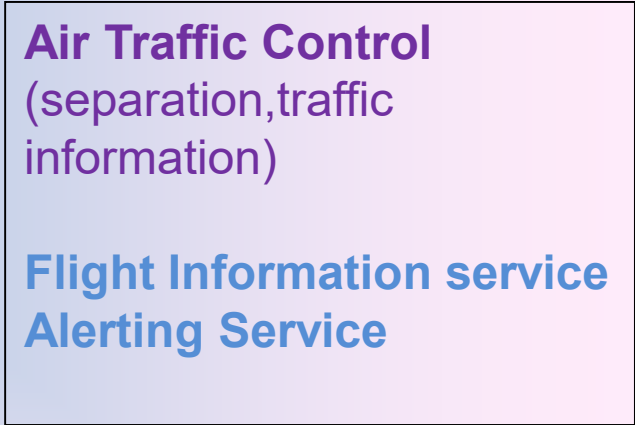 Air Traffic Control
(separation,traffic
information)
Flight Information service
Alerting Service